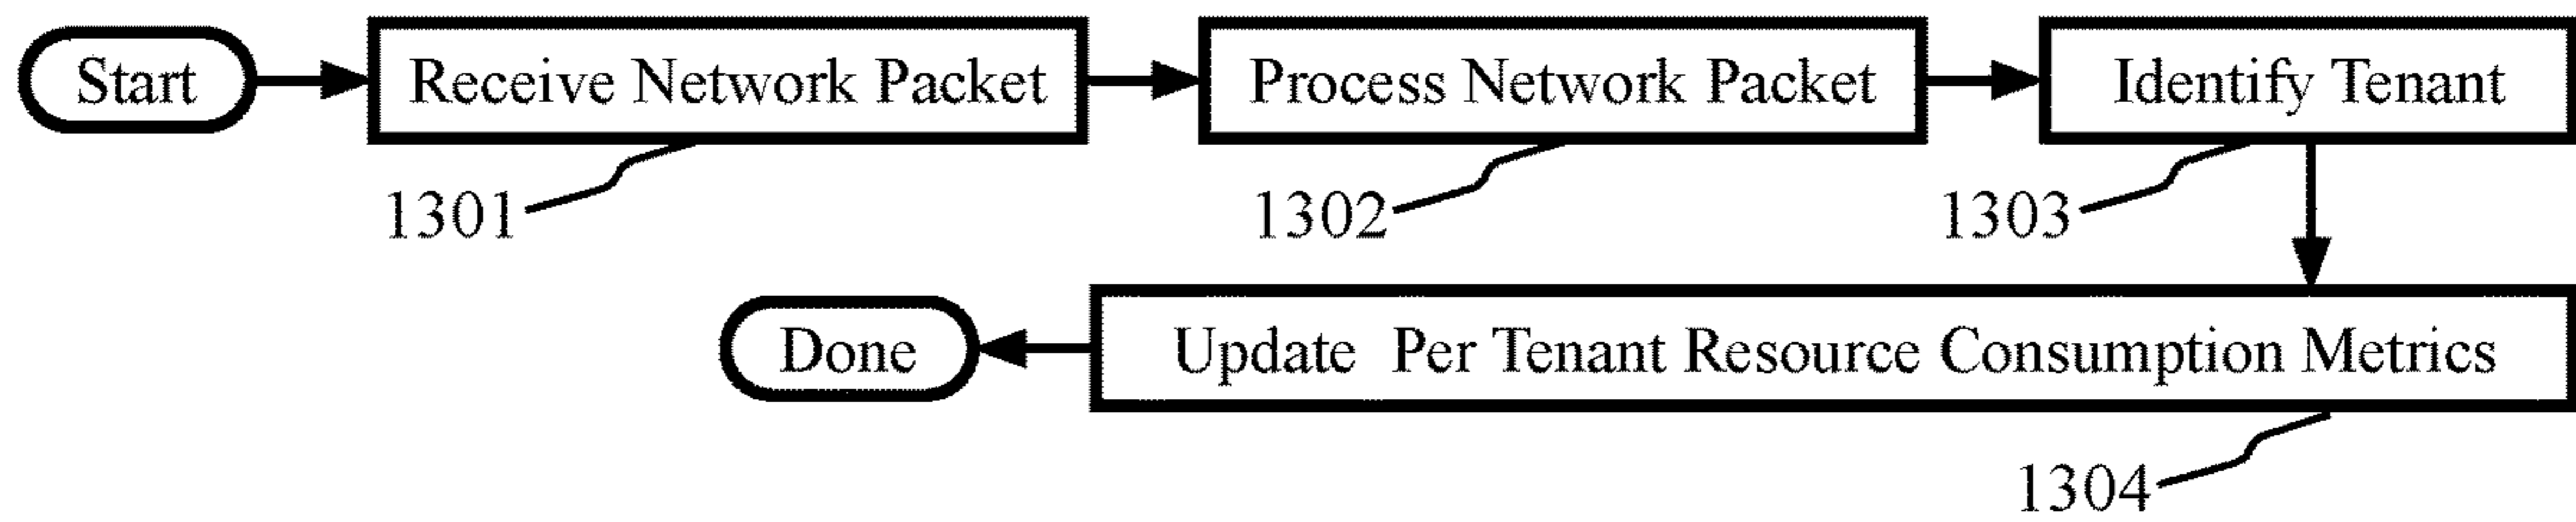 Start Receive Network Packet Process Network Packet Identify Tenant
1301 1302 1303
Done Update Per Tenant Resource Consumption Metrics
1304